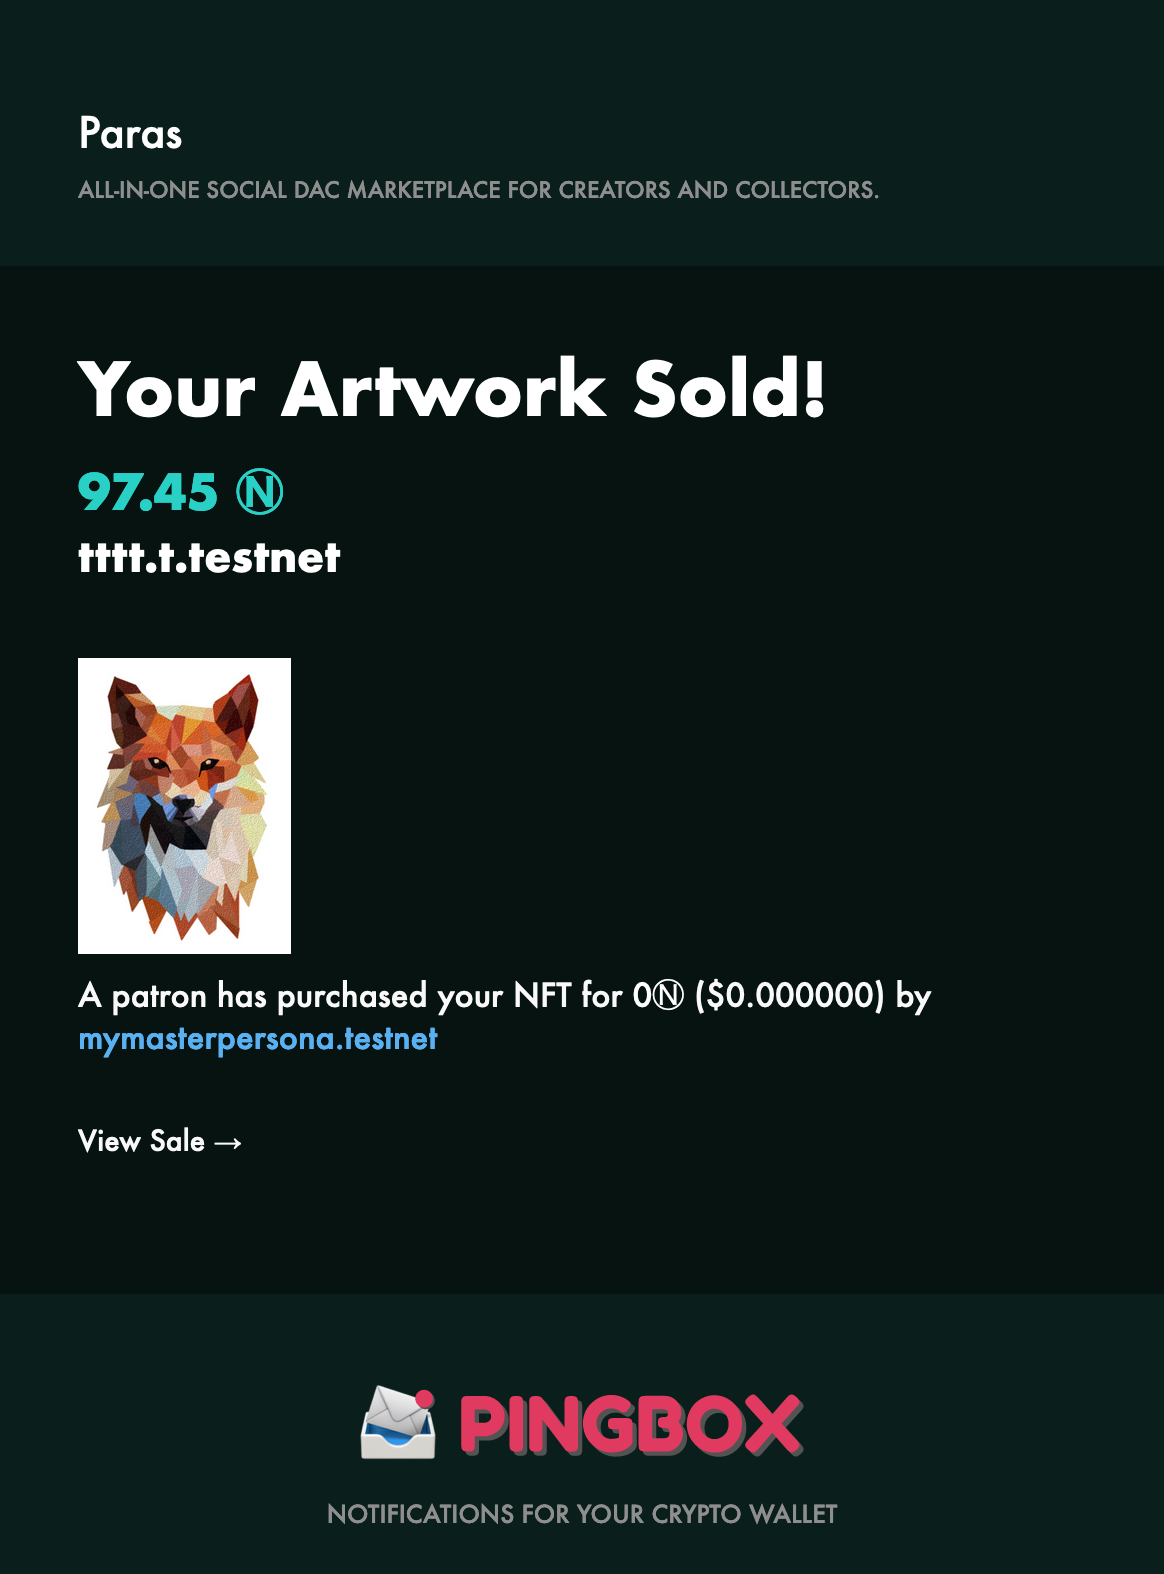 Paras
ALL-IN-ONE SOCIAL DAC MARKETPLACE FOR CREATORS AND COLLECTORS.
Your Artwork Sold!
97.45 Ⓝ
tttt.t.testnet
A patron has purchased your NFT for 0Ⓝ ($0.000000) by
mymasterpersona.testnet
View Sale →
PINGBOX
NOTIFICATIONS FOR YOUR CRYPTO WALLET